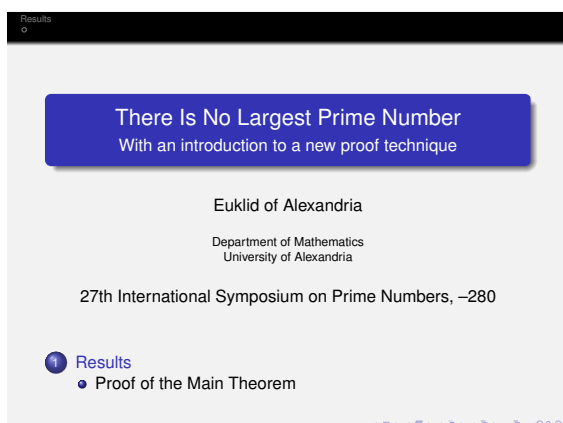 Results
There Is No Largest Prime Number
With an introduction to a new proof technique
Euklid of Alexandria
Department of Mathematics
University of Alexandria
27th International Symposium on Prime Numbers, –280
1 Results
Proof of the Main Theorem